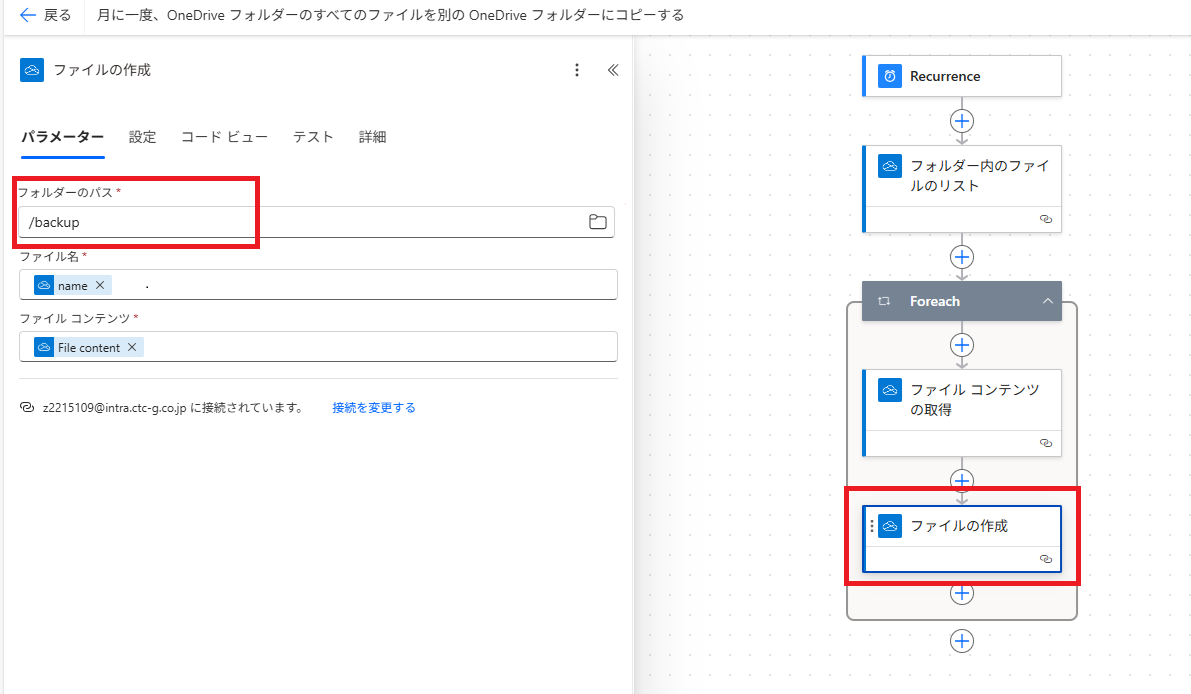 戻る
月に一度、OneDrive フォルダーのすべてのファイルを別の OneDrive フォルダーにコピーする
ファイルの作成
パラメーター
設定
コード ビュー
テスト
詳細
フォルダーのパス *
/backup
ファイル名 *
name
.
ファイル コンテンツ *
File content
z2215109@intra.ctc-g.co.jp に接続されています。
接続を変更する
Recurrence
フォルダー内のファイ
ルのリスト
Foreach
ファイル コンテンツ
の取得
ファイルの作成